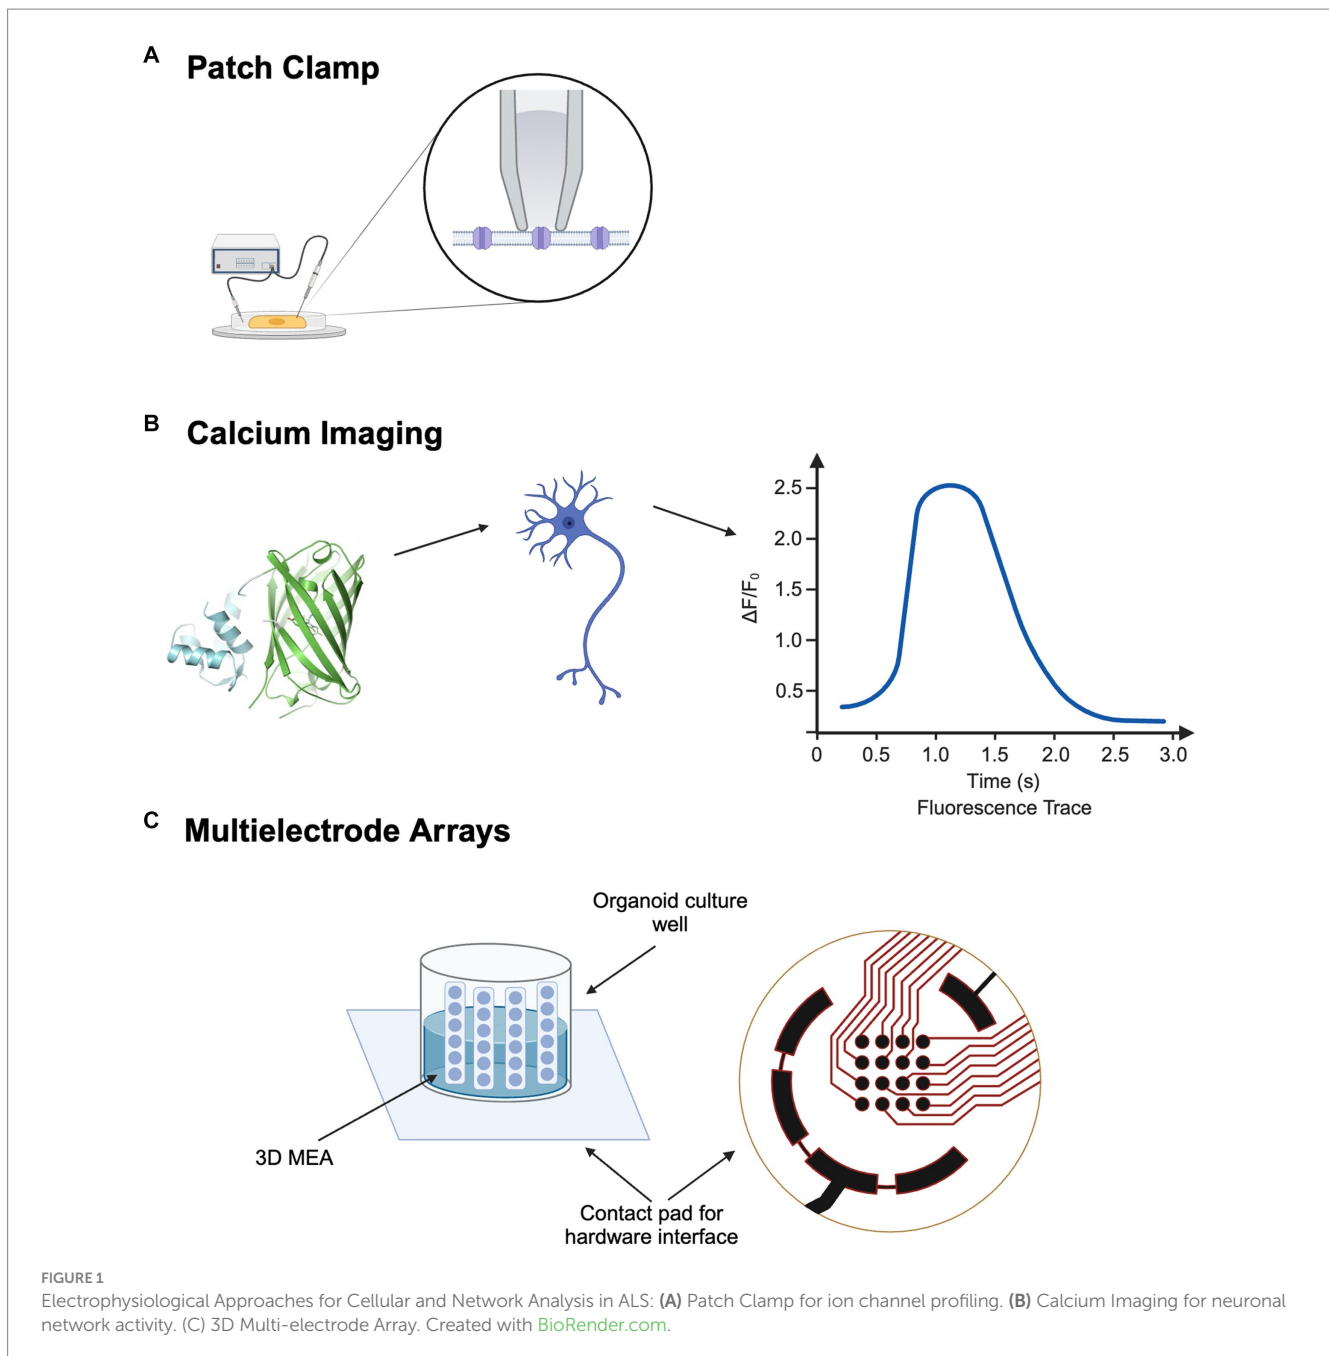 A Patch Clamp
B Calcium Imaging
2.5
2.0
1.5
1.0
0.5
ΔF/F₀
0 0.5 1.0 1.5 2.0 2.5 3.0
Time (s)
Fluorescence Trace
C Multielectrode Arrays
Organoid culture
well
3D MEA
Contact pad for
hardware interface
FIGURE 1
Electrophysiological Approaches for Cellular and Network Analysis in ALS: (A) Patch Clamp for ion channel profiling. (B) Calcium Imaging for neuronal
network activity. (C) 3D Multi-electrode Array. Created with BioRender.com.